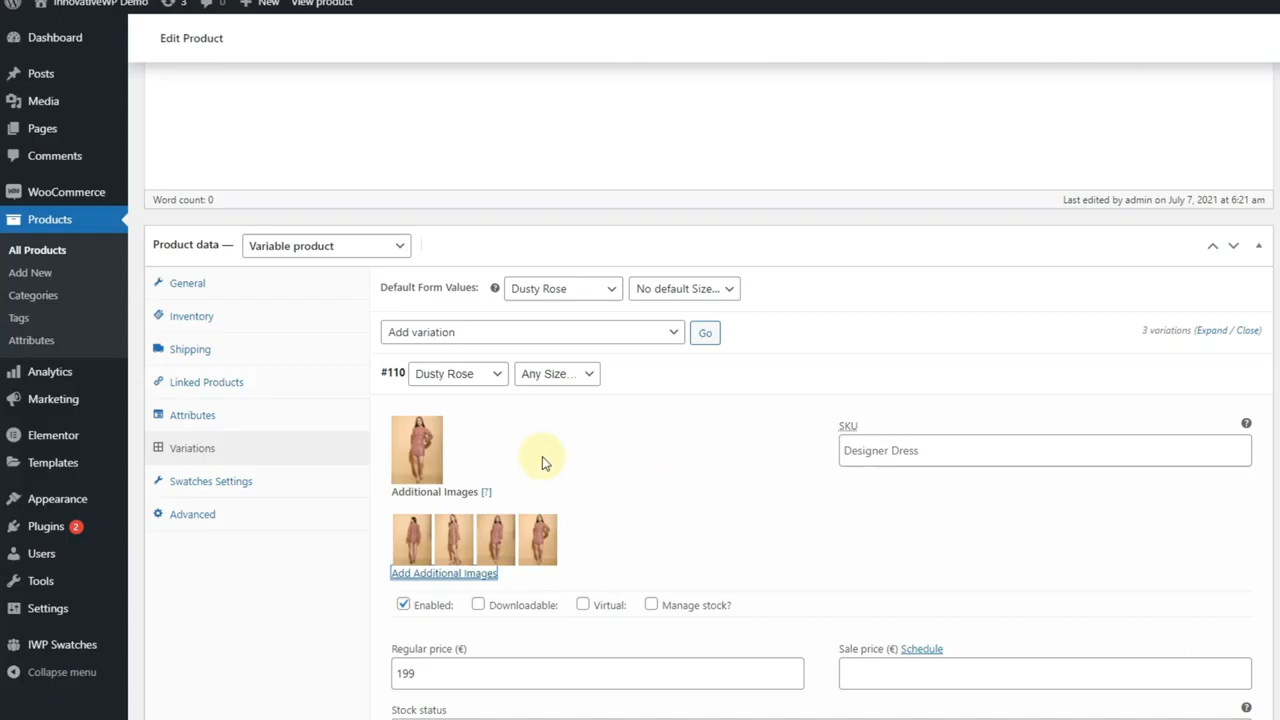 InnovativeWP Demo 3 0 New View product
Dashboard
Posts
Media
Pages
Comments
WooCommerce
Products
All Products
Add New
Categories
Tags
Attributes
Analytics
Marketing
Elementor
Templates
Appearance
Plugins 2
Users
Tools
Settings
IWP Swatches
Collapse menu
Edit Product
Word count: 0
Last edited by admin on July 7, 2021 at 6:21 am
Product data — Variable product
General
Inventory
Shipping
Linked Products
Attributes
Variations
Swatches Settings
Advanced
Default Form Values: ? Dusty Rose No default Size...
Add variation Go
3 variations (Expand / Close)
#110 Dusty Rose Any Size...
SKU ?
Designer Dress
Additional Images [?]
Add Additional Images
Enabled: Downloadable: Virtual: Manage stock?
Regular price (€)
199
Sale price (€) Schedule
Stock status ?